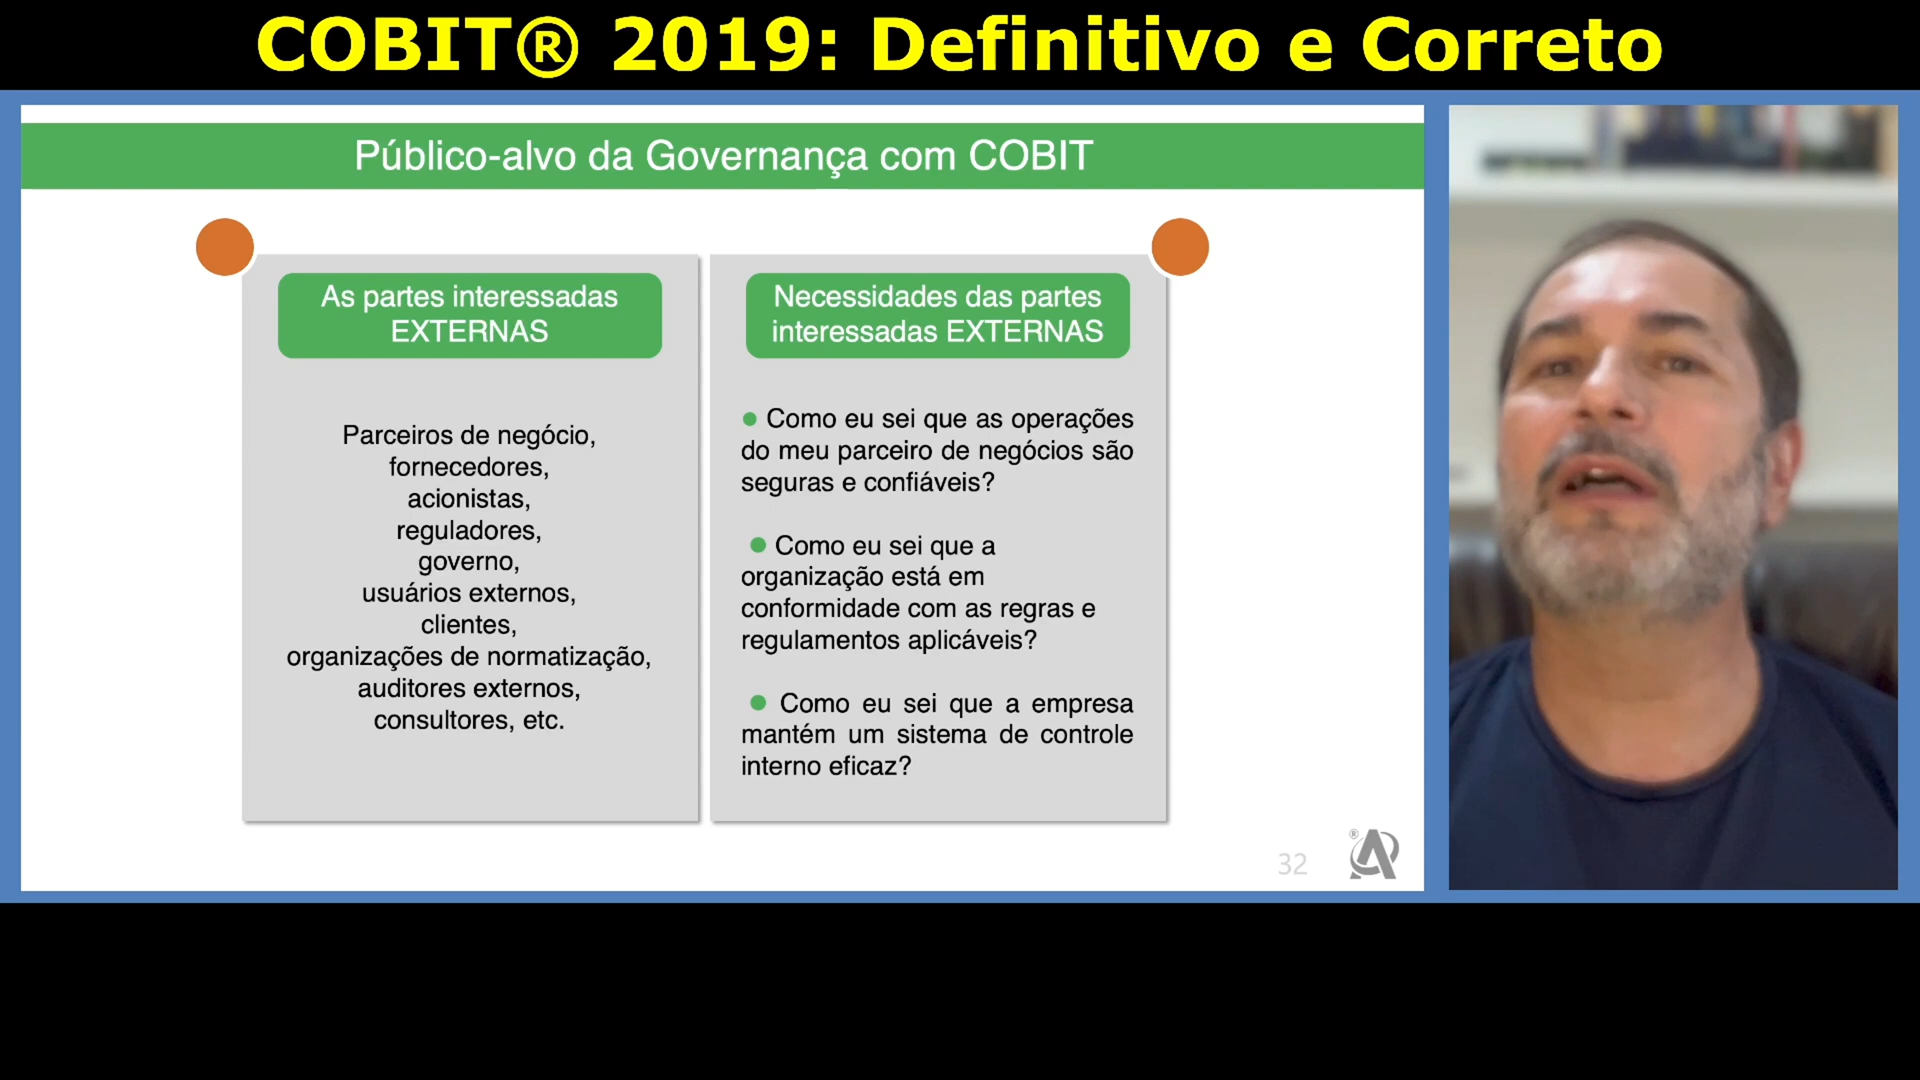 COBIT® 2019: Definitivo e Correto
Público-alvo da Governança com COBIT
As partes interessadas
EXTERNAS
Parceiros de negócio,
fornecedores,
acionistas,
reguladores,
governo,
usuários externos,
clientes,
organizações de normatização,
auditores externos,
consultores, etc.
Necessidades das partes
interessadas EXTERNAS
● Como eu sei que as operações
do meu parceiro de negócios são
seguras e confiáveis?
● Como eu sei que a
organização está em
conformidade com as regras e
regulamentos aplicáveis?
● Como eu sei que a empresa
mantém um sistema de controle
interno eficaz?
32
®
A